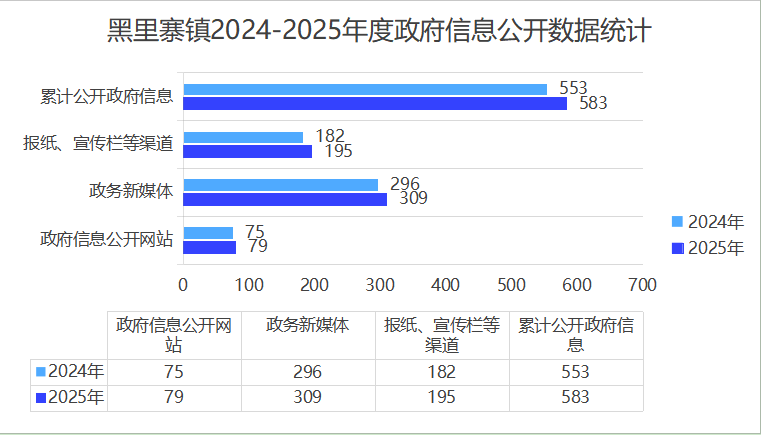 黑里寨镇2024-2025年度政府信息公开数据统计
累计公开政府信息
553
583
报纸、宣传栏等渠道
182
195
政务新媒体
296
309
政府信息公开网站
75
79
2024年
2025年
0 100 200 300 400 500 600 700
政府信息公开网
站
政务新媒体
报纸、宣传栏等
渠道
累计公开政府信
息
2024年 75 296 182 553
2025年 79 309 195 583